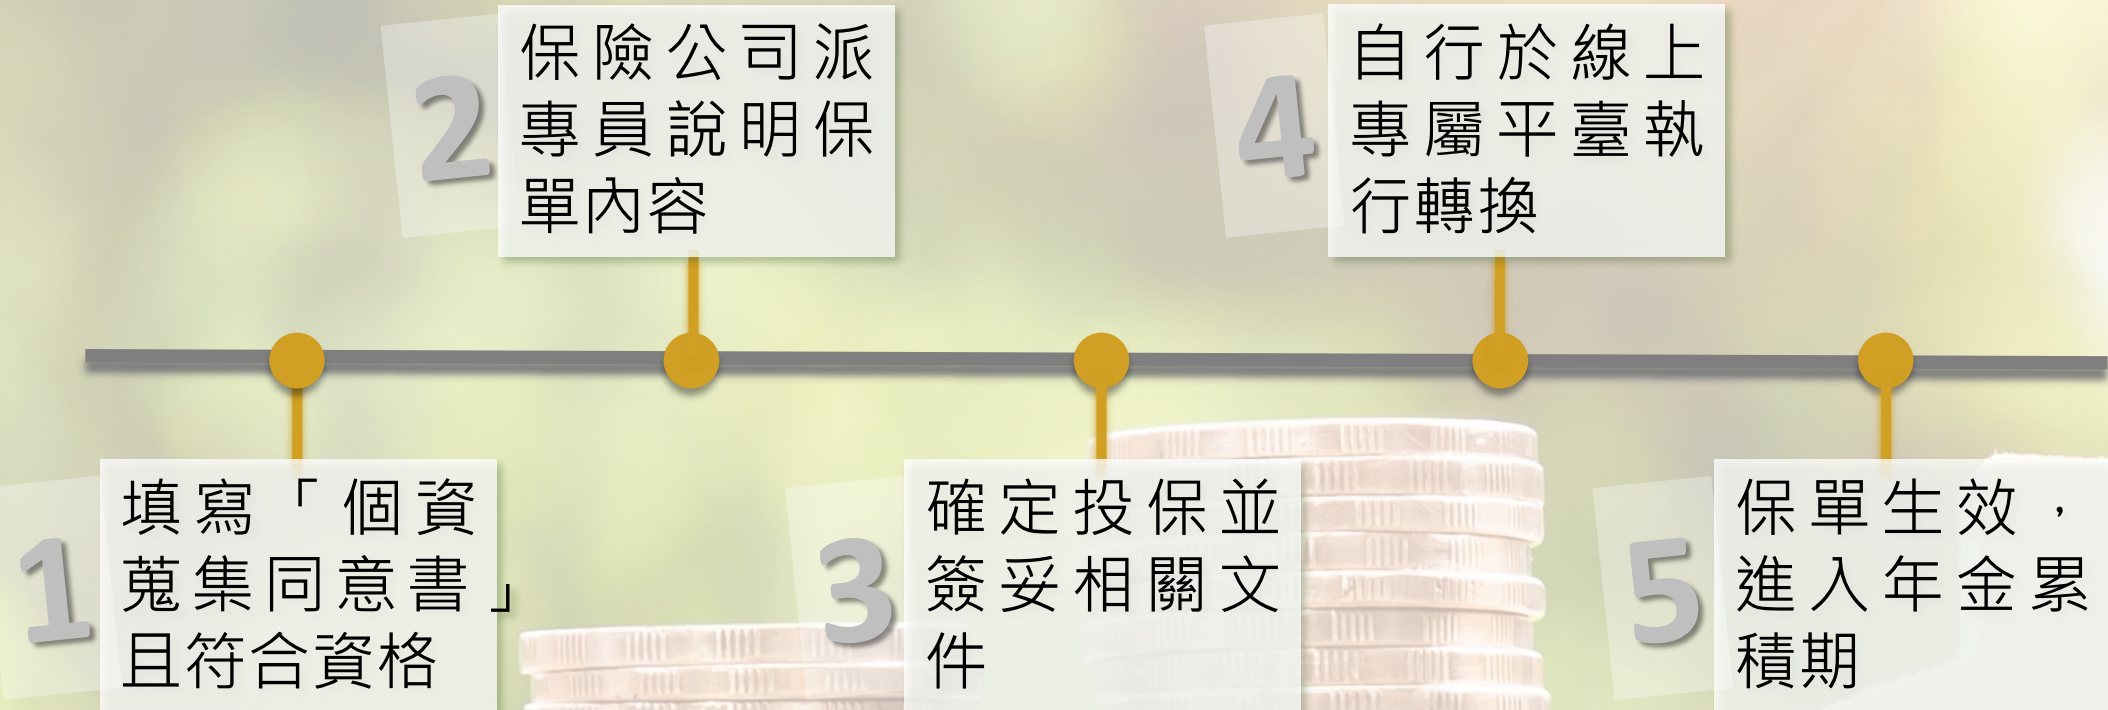 1
填寫「個資
蒐集同意書」
且符合資格
2
保險公司派
專員說明保
單內容
3
確定投保並
簽妥相關文
件
4
自行於線上
專屬平臺執
行轉換
5
保單生效，
進入年金累
積期